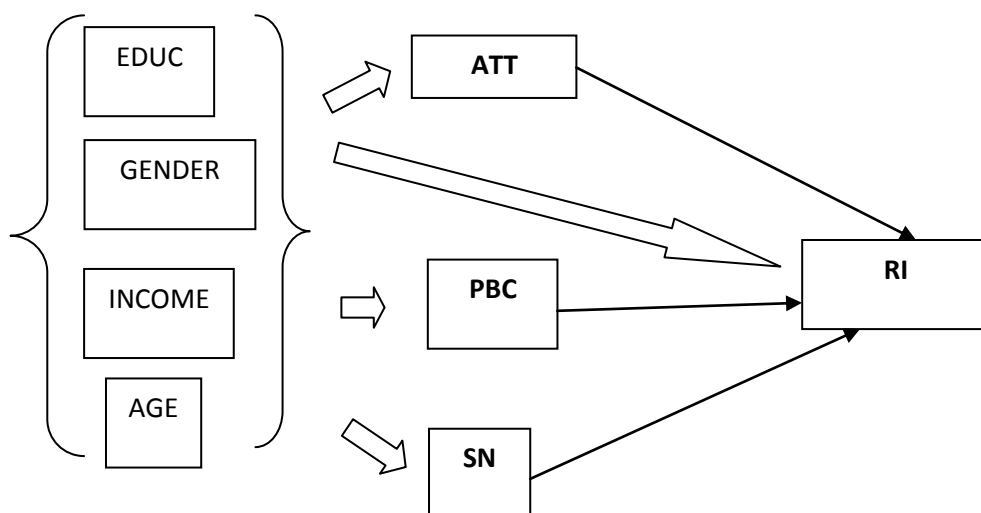 EDUC
GENDER
INCOME
AGE
ATT
PBC
SN
RI